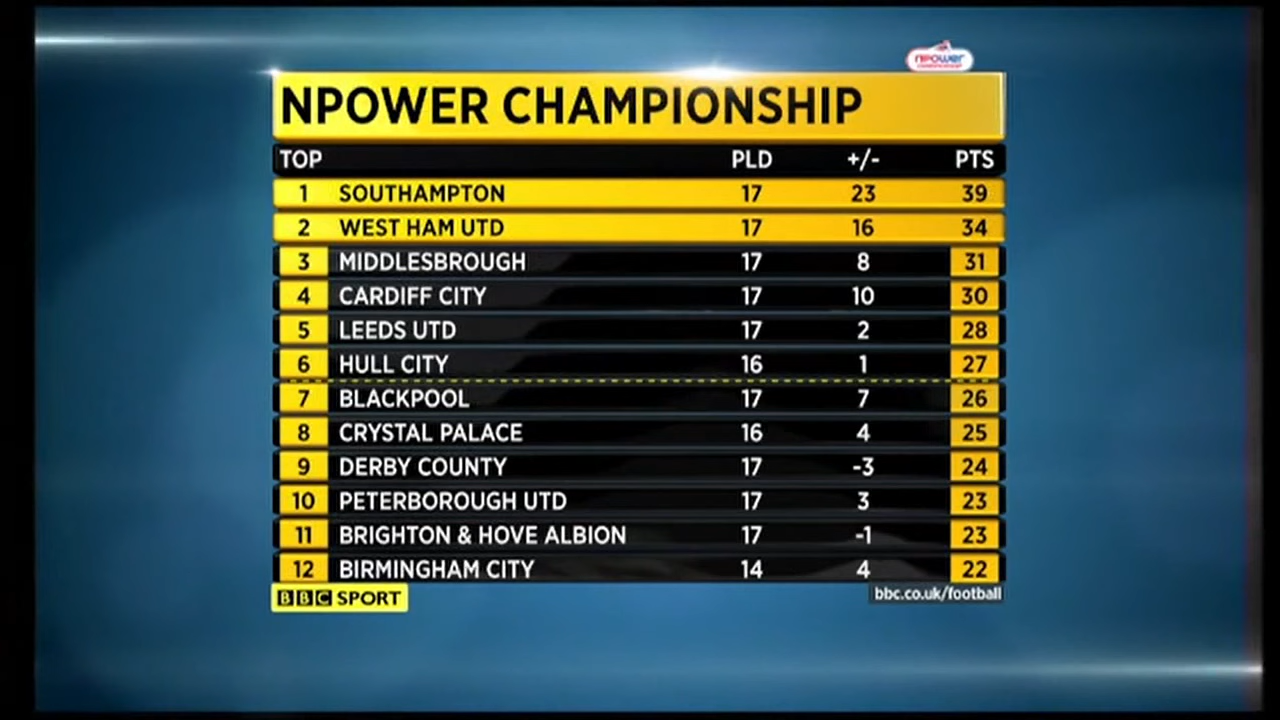 npower
NPOWER CHAMPIONSHIP
TOP PLD +/- PTS
1 SOUTHAMPTON 17 23 39
2 WEST HAM UTD 17 16 34
3 MIDDLESBROUGH 17 8 31
4 CARDIFF CITY 17 10 30
5 LEEDS UTD 17 2 28
6 HULL CITY 16 1 27
7 BLACKPOOL 17 7 26
8 CRYSTAL PALACE 16 4 25
9 DERBY COUNTY 17 -3 24
10 PETERBOROUGH UTD 17 3 23
11 BRIGHTON & HOVE ALBION 17 -1 23
12 BIRMINGHAM CITY 14 4 22
BBC SPORT bbc.co.uk/football